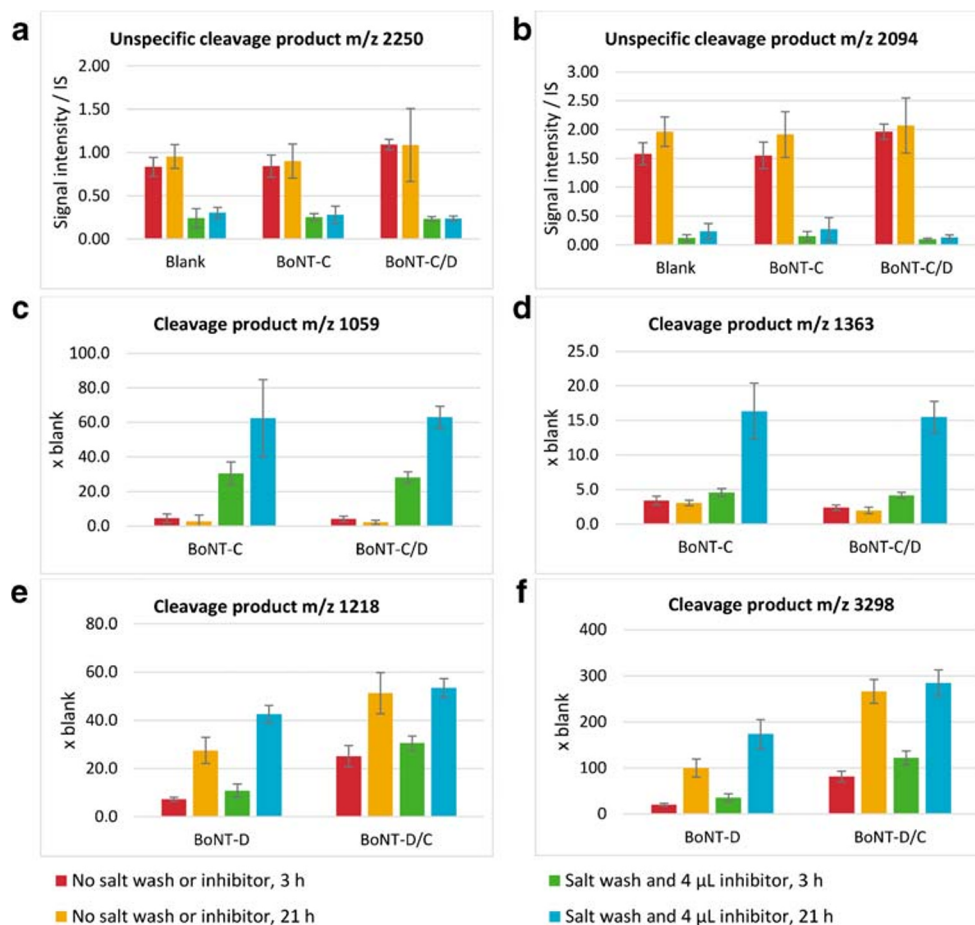 a
Unspecific cleavage product m/z 2250
Signal intensity / IS
2.00
1.50
1.00
0.50
0.00
Blank
BoNT-C
BoNT-C/D
b
Unspecific cleavage product m/z 2094
Signal intensity / IS
3.00
2.50
2.00
1.50
1.00
0.50
0.00
Blank
BoNT-C
BoNT-C/D
c
Cleavage product m/z 1059
x blank
100.0
80.0
60.0
40.0
20.0
0.0
BoNT-C
BoNT-C/D
d
Cleavage product m/z 1363
x blank
25.0
20.0
15.0
10.0
5.0
0.0
BoNT-C
BoNT-C/D
e
Cleavage product m/z 1218
x blank
80.0
60.0
40.0
20.0
0.0
BoNT-D
BoNT-D/C
f
Cleavage product m/z 3298
x blank
400
300
200
100
0
BoNT-D
BoNT-D/C
No salt wash or inhibitor, 3 h
Salt wash and 4 µL inhibitor, 3 h
No salt wash or inhibitor, 21 h
Salt wash and 4 µL inhibitor, 21 h